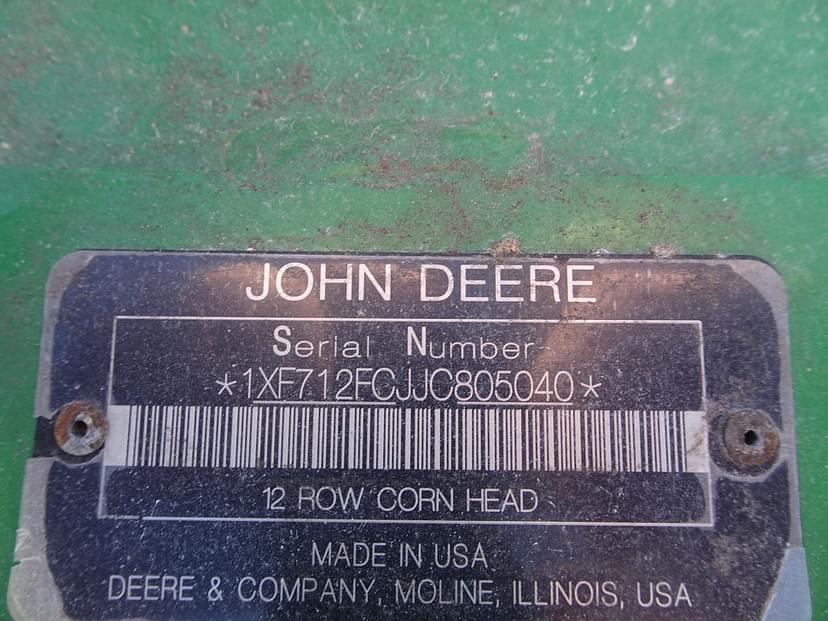 JOHN DEERE
Serial Number
*1XF712FCJJC805040*
12 ROW CORN HEAD
MADE IN USA
DEERE & COMPANY, MOLINE, ILLINOIS, USA